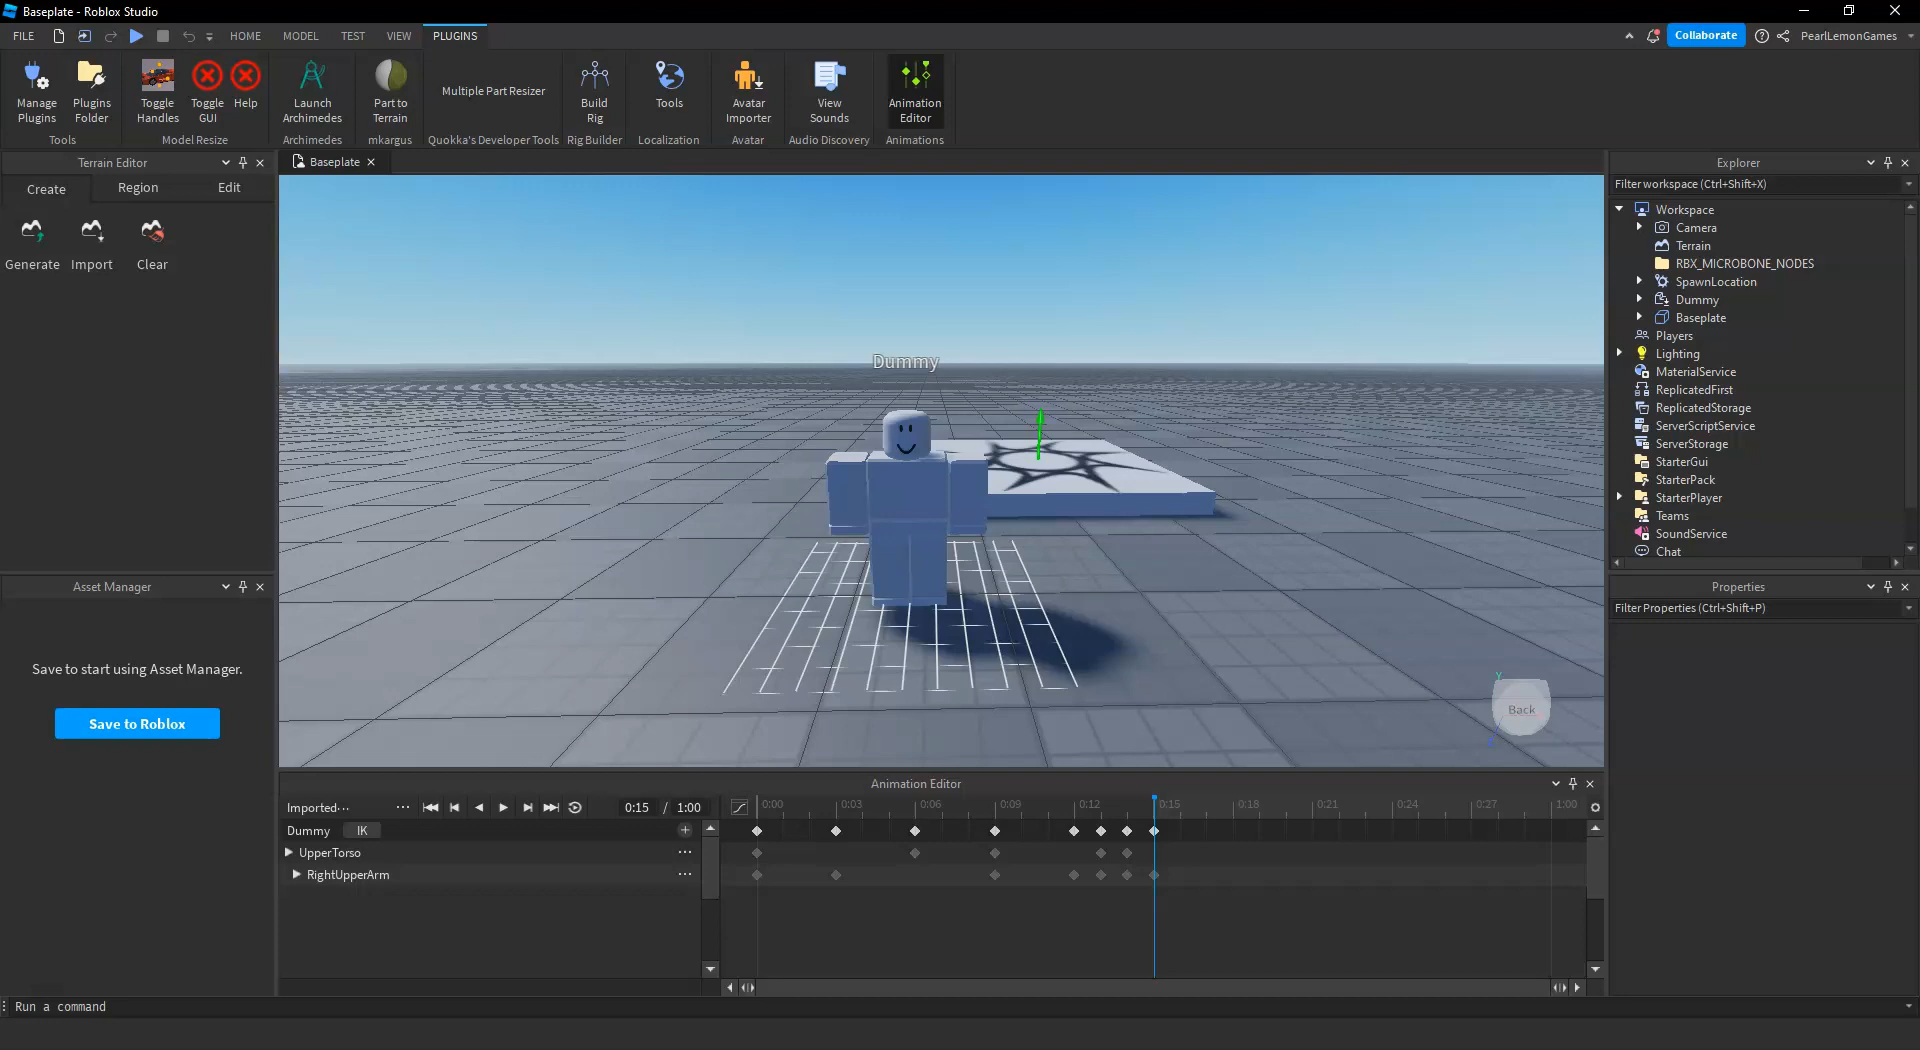 Baseplate - Roblox Studio
FILE HOME MODEL TEST VIEW PLUGINS Collaborate PearlLemonGames
Manage Plugins
Plugins Folder
Tools
Toggle Handles
Toggle GUI
Help
Model Resize
Launch Archimedes
Archimedes
Part to Terrain
mkargus
Multiple Part Resizer
Quokka's Developer Tools
Build Rig
Rig Builder
Tools
Localization
Avatar Importer
Avatar
View Sounds
Audio Discovery
Animation Editor
Animations
Terrain Editor
Create Region Edit
Generate Import Clear
Asset Manager
Save to start using Asset Manager.
Save to Roblox
Baseplate
Dummy
Y
Back
Animation Editor
Imported... 0:15 / 1:00
0:00 0:03 0:06 0:09 0:12 0:15 0:18 0:21 0:24 0:27 1:00
Dummy IK
UpperTorso
RightUpperArm
Explorer
Filter workspace (Ctrl+Shift+X)
Workspace
Camera
Terrain
RBX_MICROBONE_NODES
SpawnLocation
Dummy
Baseplate
Players
Lighting
MaterialService
ReplicatedFirst
ReplicatedStorage
ServerScriptService
ServerStorage
StarterGui
StarterPack
StarterPlayer
Teams
SoundService
Chat
Properties
Filter Properties (Ctrl+Shift+P)
Run a command